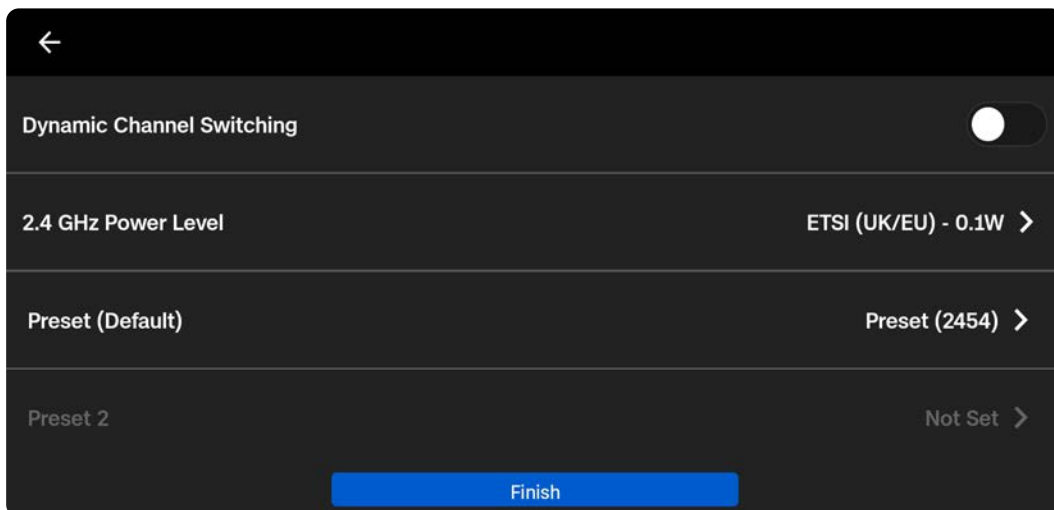 Dynamic Channel Switching
2.4 GHz Power Level ETSI (UK/EU) - 0.1W
Preset (Default) Preset (2454)
Preset 2 Not Set
Finish